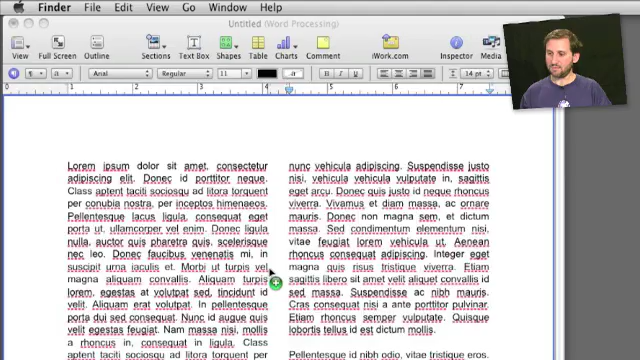 Finder File Edit View Go Window Help
Untitled (Word Processing)
View Full Screen Outline Sections Text Box Shapes Table Charts Comment iWork.com Inspector Media
¶ a Arial Regular 11 a B I U 14 pt
0 1 2 3 4 5 6 7
Lorem ipsum dolor sit amet, consectetur
adipiscing elit. Donec id porttitor neque.
Class aptent taciti sociosqu ad litora torquent
per conubia nostra, per inceptos himenaeos.
Pellentesque lacus ligula, consequat eget
porta ut, ullamcorper vel enim. Donec ligula
nulla, auctor quis pharetra quis, scelerisque
nec leo. Donec faucibus venenatis mi, in
suscipit urna iaculis et. Morbi ut turpis vel
magna aliquam convallis. Aliquam turpis
lorem, egestas at volutpat sed, tincidunt id
velit. Aliquam erat volutpat. In pellentesque
porta dui sed consequat. Nunc id augue quis
velit egestas feugiat. Nam massa nisi, mollis
a rhoncus in, consequat in ligula. Class
aptent taciti sociosqu ad litora torquent per
nunc vehicula adipiscing. Suspendisse justo
nisi, vehicula vehicula vulputate in, sagittis
eget arcu. Donec quis justo id neque rhoncus
viverra. Vivamus et diam massa, ac ornare
mauris. Donec non magna sem, et dictum
massa. Sed condimentum elementum nisi,
vitae feugiat lorem vehicula ut. Aenean
rhoncus consequat blandit. Integer eget
magna quis risus tristique viverra. Etiam
sagittis libero sit amet velit aliquet convallis id
sed massa. Suspendisse ac nibh mauris.
Cras consequat nisi a ante porttitor pulvinar.
Etiam rhoncus semper vulputate. Quisque
lobortis tellus id est dictum mollis.
Pellentesque id nibh odio, vitae tristique eros.